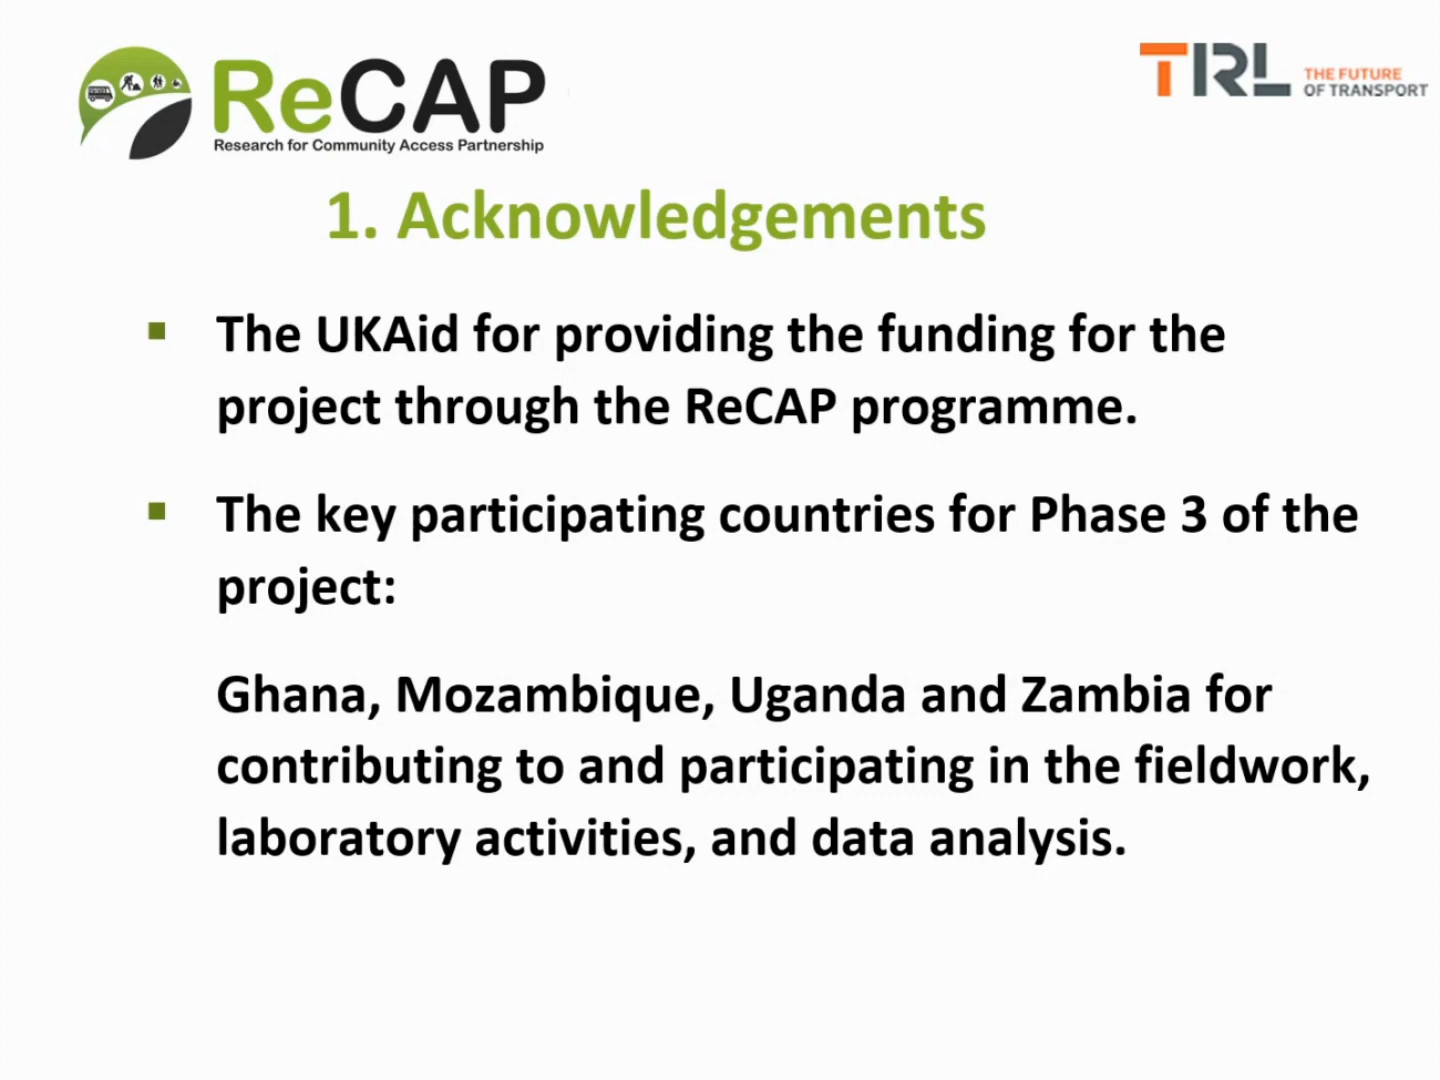 ReCAP
Research for Community Access Partnership
TRL THE FUTURE
OF TRANSPORT
1. Acknowledgements
▪ The UKAid for providing the funding for the
project through the ReCAP programme.
▪ The key participating countries for Phase 3 of the
project:
Ghana, Mozambique, Uganda and Zambia for
contributing to and participating in the fieldwork,
laboratory activities, and data analysis.